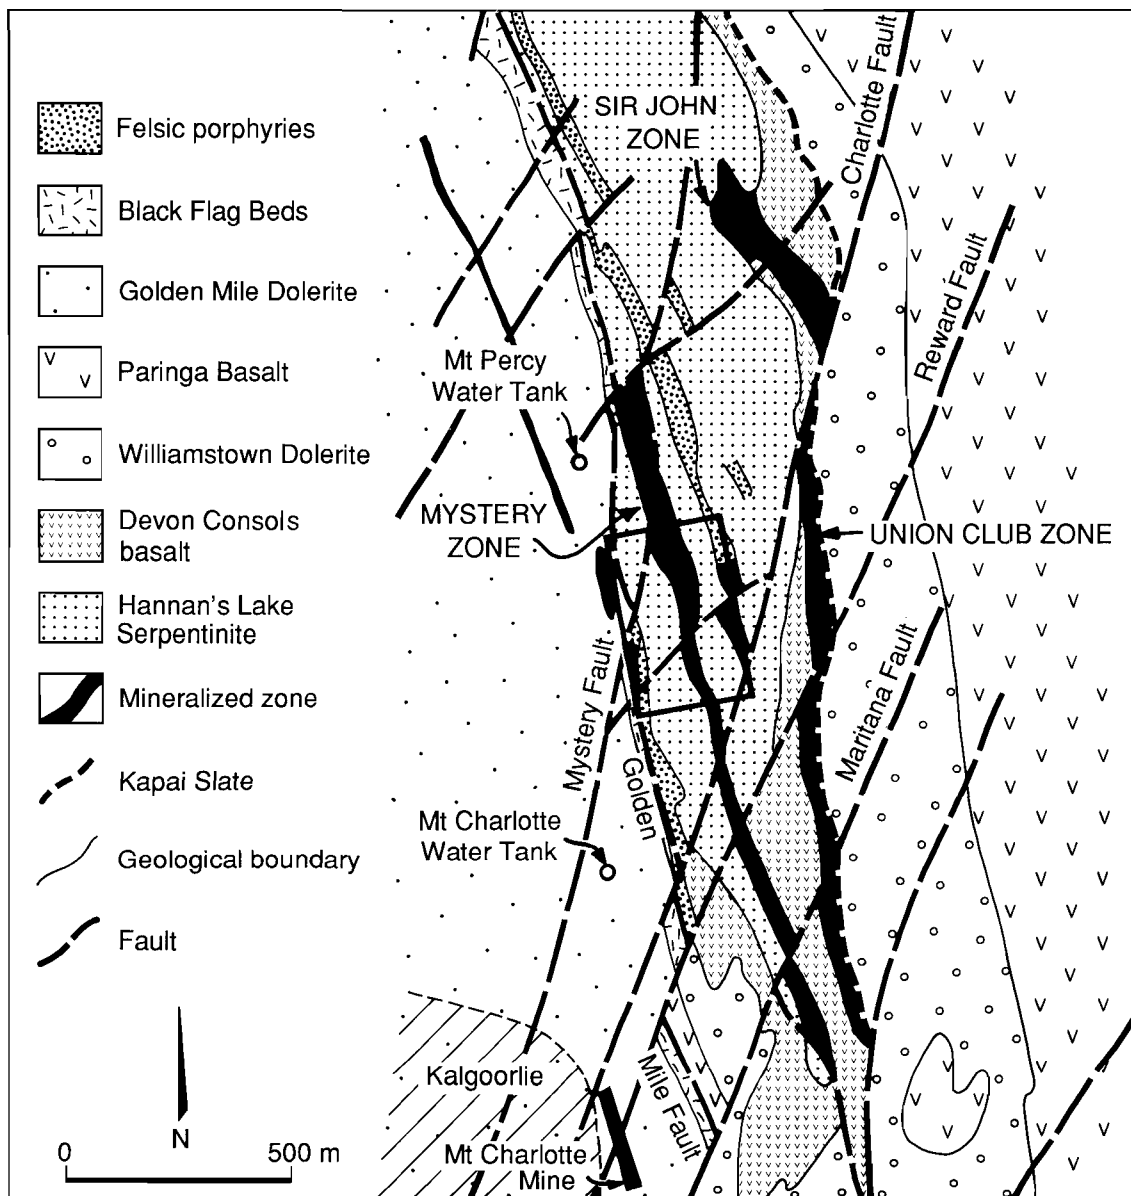 Felsic porphyries
Black Flag Beds
Golden Mile Dolerite
Paringa Basalt
Williamstown Dolerite
Devon Consols
basalt
Hannan's Lake
Serpentinite
Mineralized zone
Kapai Slate
Geological boundary
Fault
N
0 500 m
SIR JOHN
ZONE
Charlotte Fault
Reward Fault
Mt Percy
Water Tank
MYSTERY
ZONE
UNION CLUB ZONE
Mystery Fault
Maritana Fault
Golden
Mile Fault
Mt Charlotte
Water Tank
Kalgoorlie
Mt Charlotte
Mine